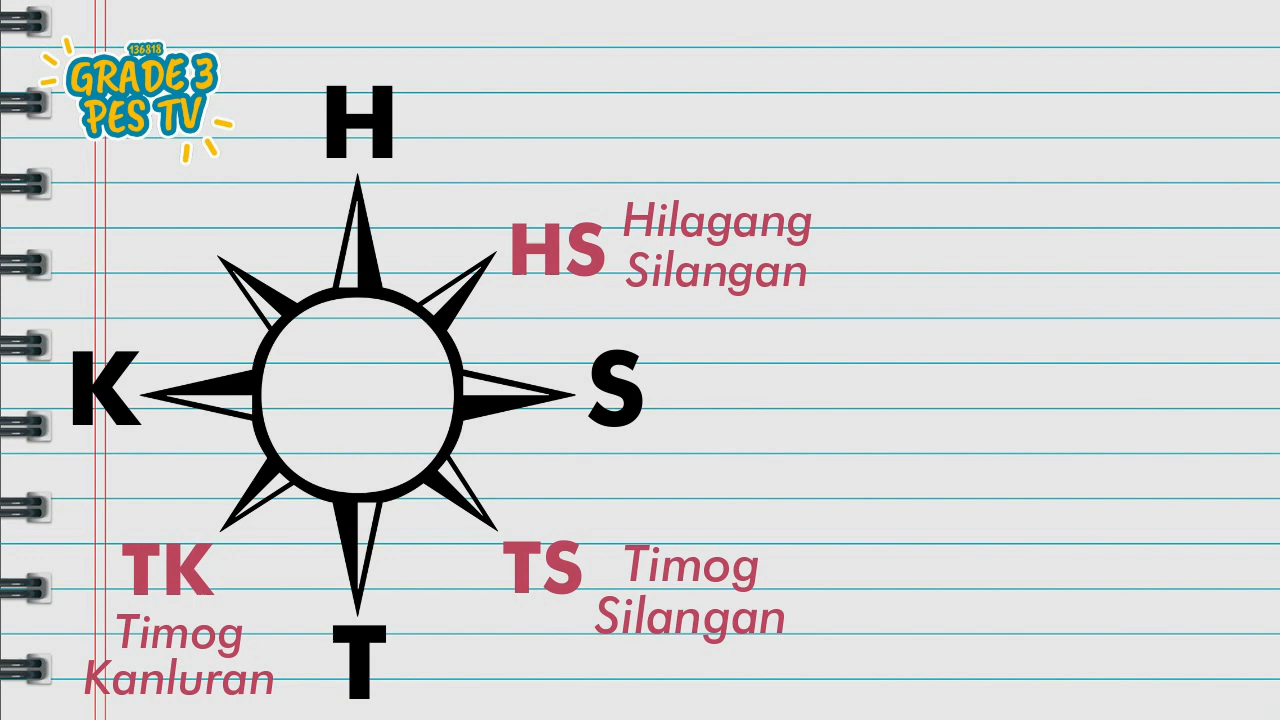 136818
GRADE 3
PES TV
H
HS
Hilagang
Silangan
K
S
TK
Timog
Kanluran
T
TS
Timog
Silangan